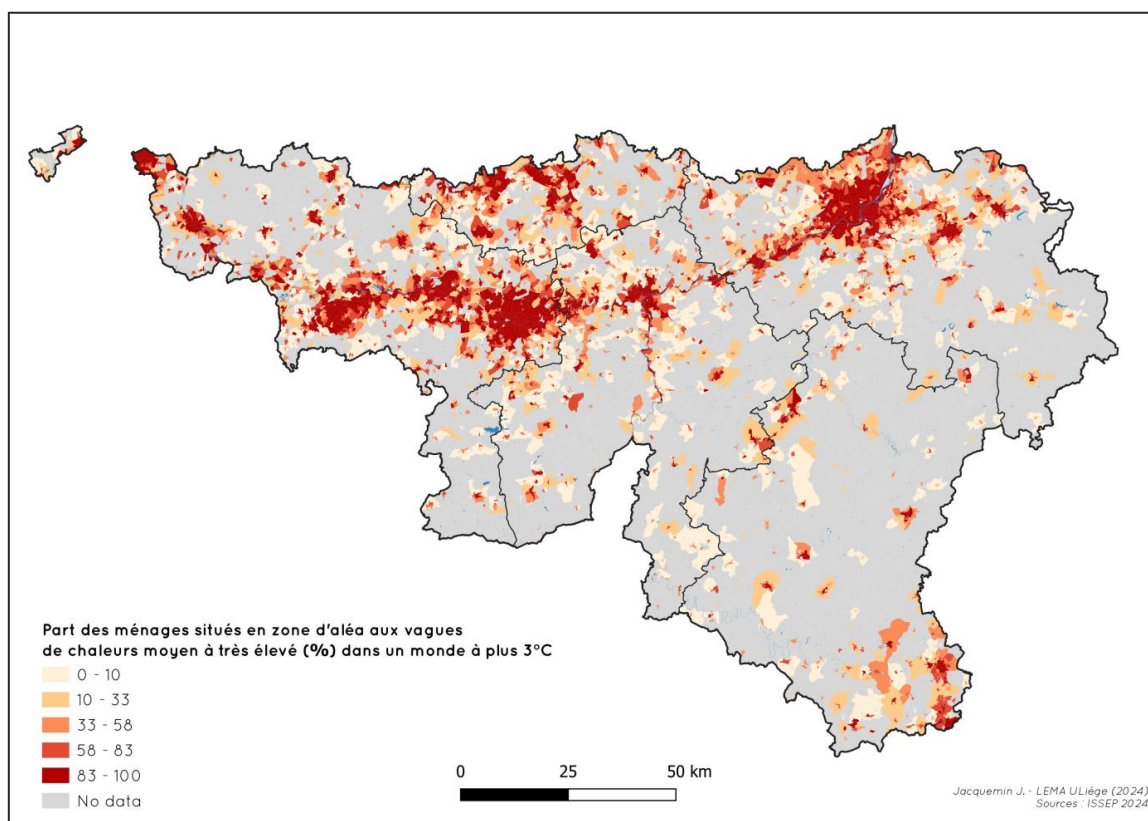 Part des ménages situés en zone d'aléa aux vagues
de chaleurs moyen à très élevé (%) dans un monde à plus 3°C
0 - 10
10 - 33
33 - 58
58 - 83
83 - 100
No data
0 25 50 km
Jacquemin J. - LEMA ULiége (2024)
Sources : ISSEP 2024